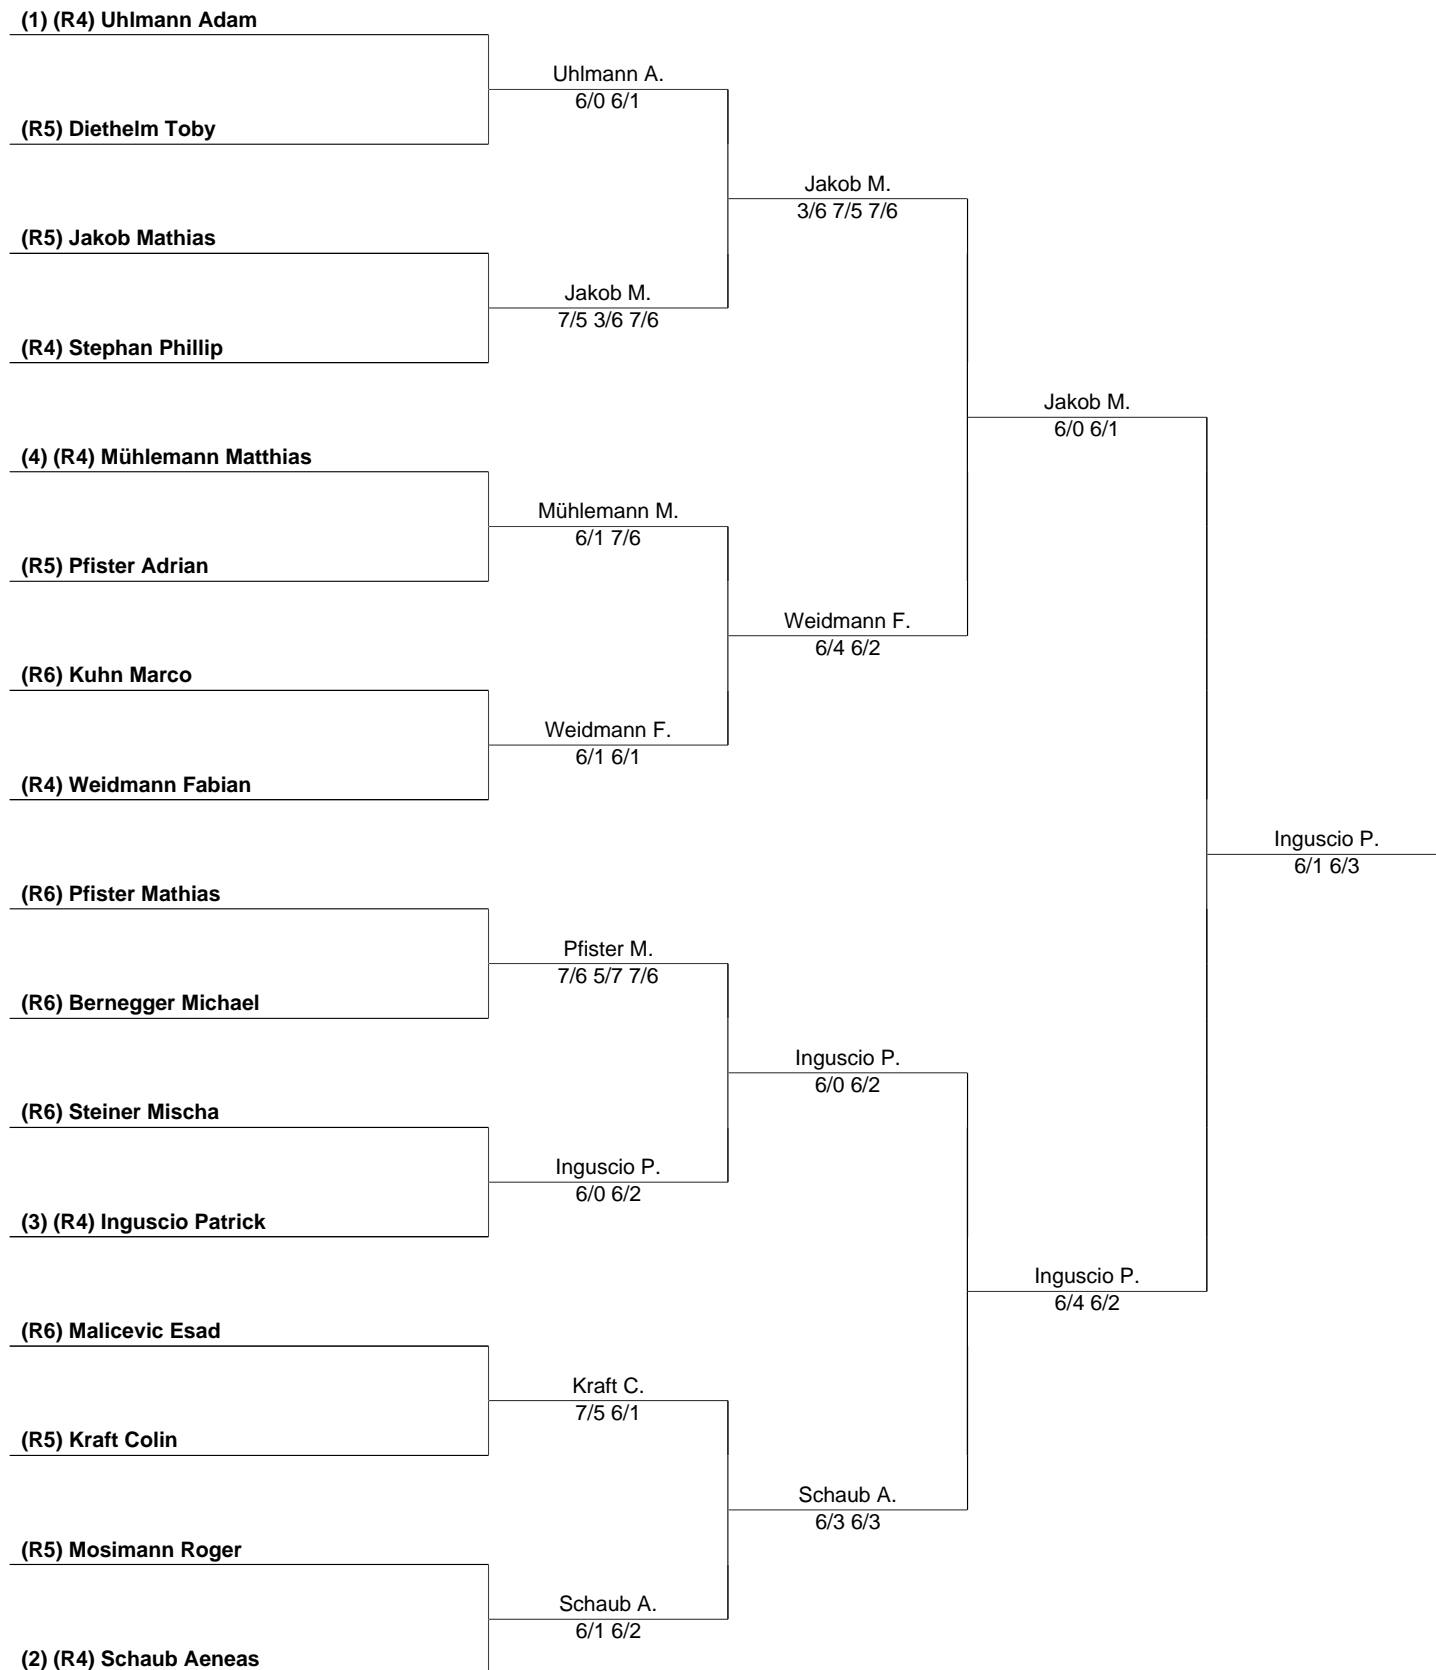 (1) (R4) Uhlmann Adam
Uhlmann A.
6/0 6/1
(R5) Diethelm Toby
Jakob M.
3/6 7/5 7/6
(R5) Jakob Mathias
Jakob M.
7/5 3/6 7/6
(R4) Stephan Phillip
Jakob M.
6/0 6/1
(4) (R4) Mühlemann Matthias
Mühlemann M.
6/1 7/6
(R5) Pfister Adrian
Weidmann F.
6/4 6/2
(R6) Kuhn Marco
Weidmann F.
6/1 6/1
(R4) Weidmann Fabian
Inguscio P.
6/1 6/3
(R6) Pfister Mathias
Pfister M.
7/6 5/7 7/6
(R6) Bernegger Michael
Inguscio P.
6/0 6/2
(R6) Steiner Mischa
Inguscio P.
6/0 6/2
(3) (R4) Inguscio Patrick
Inguscio P.
6/4 6/2
(R6) Malicevic Esad
Kraft C.
7/5 6/1
(R5) Kraft Colin
Schaub A.
6/3 6/3
(R5) Mosimann Roger
Schaub A.
6/1 6/2
(2) (R4) Schaub Aeneas